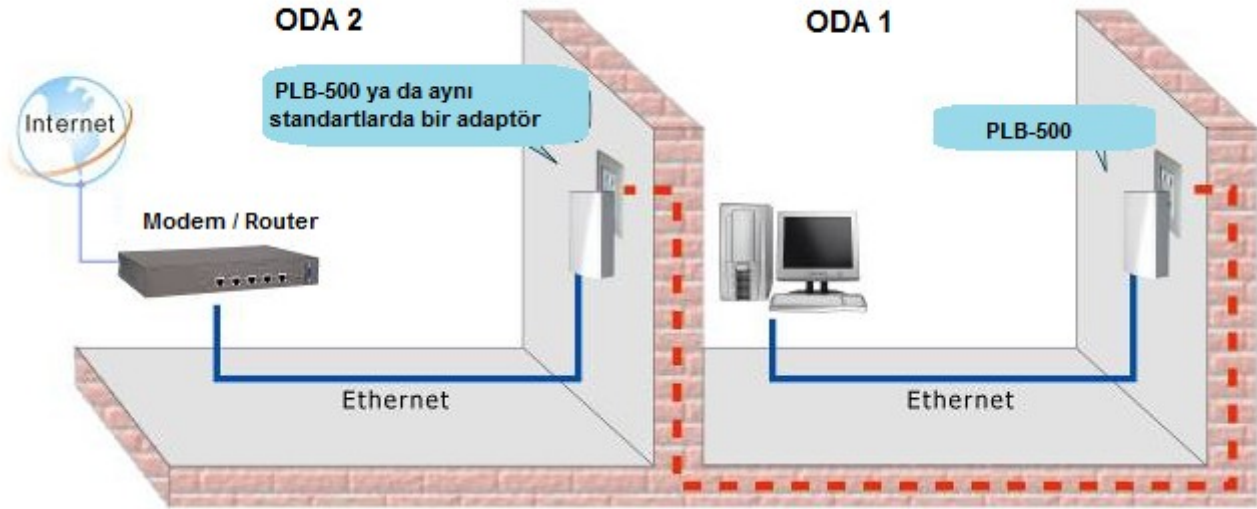 ODA 2
ODA 1
PLB-500 ya da aynı
standartlarda bir adaptör
PLB-500
Internet
Modem / Router
Ethernet
Ethernet